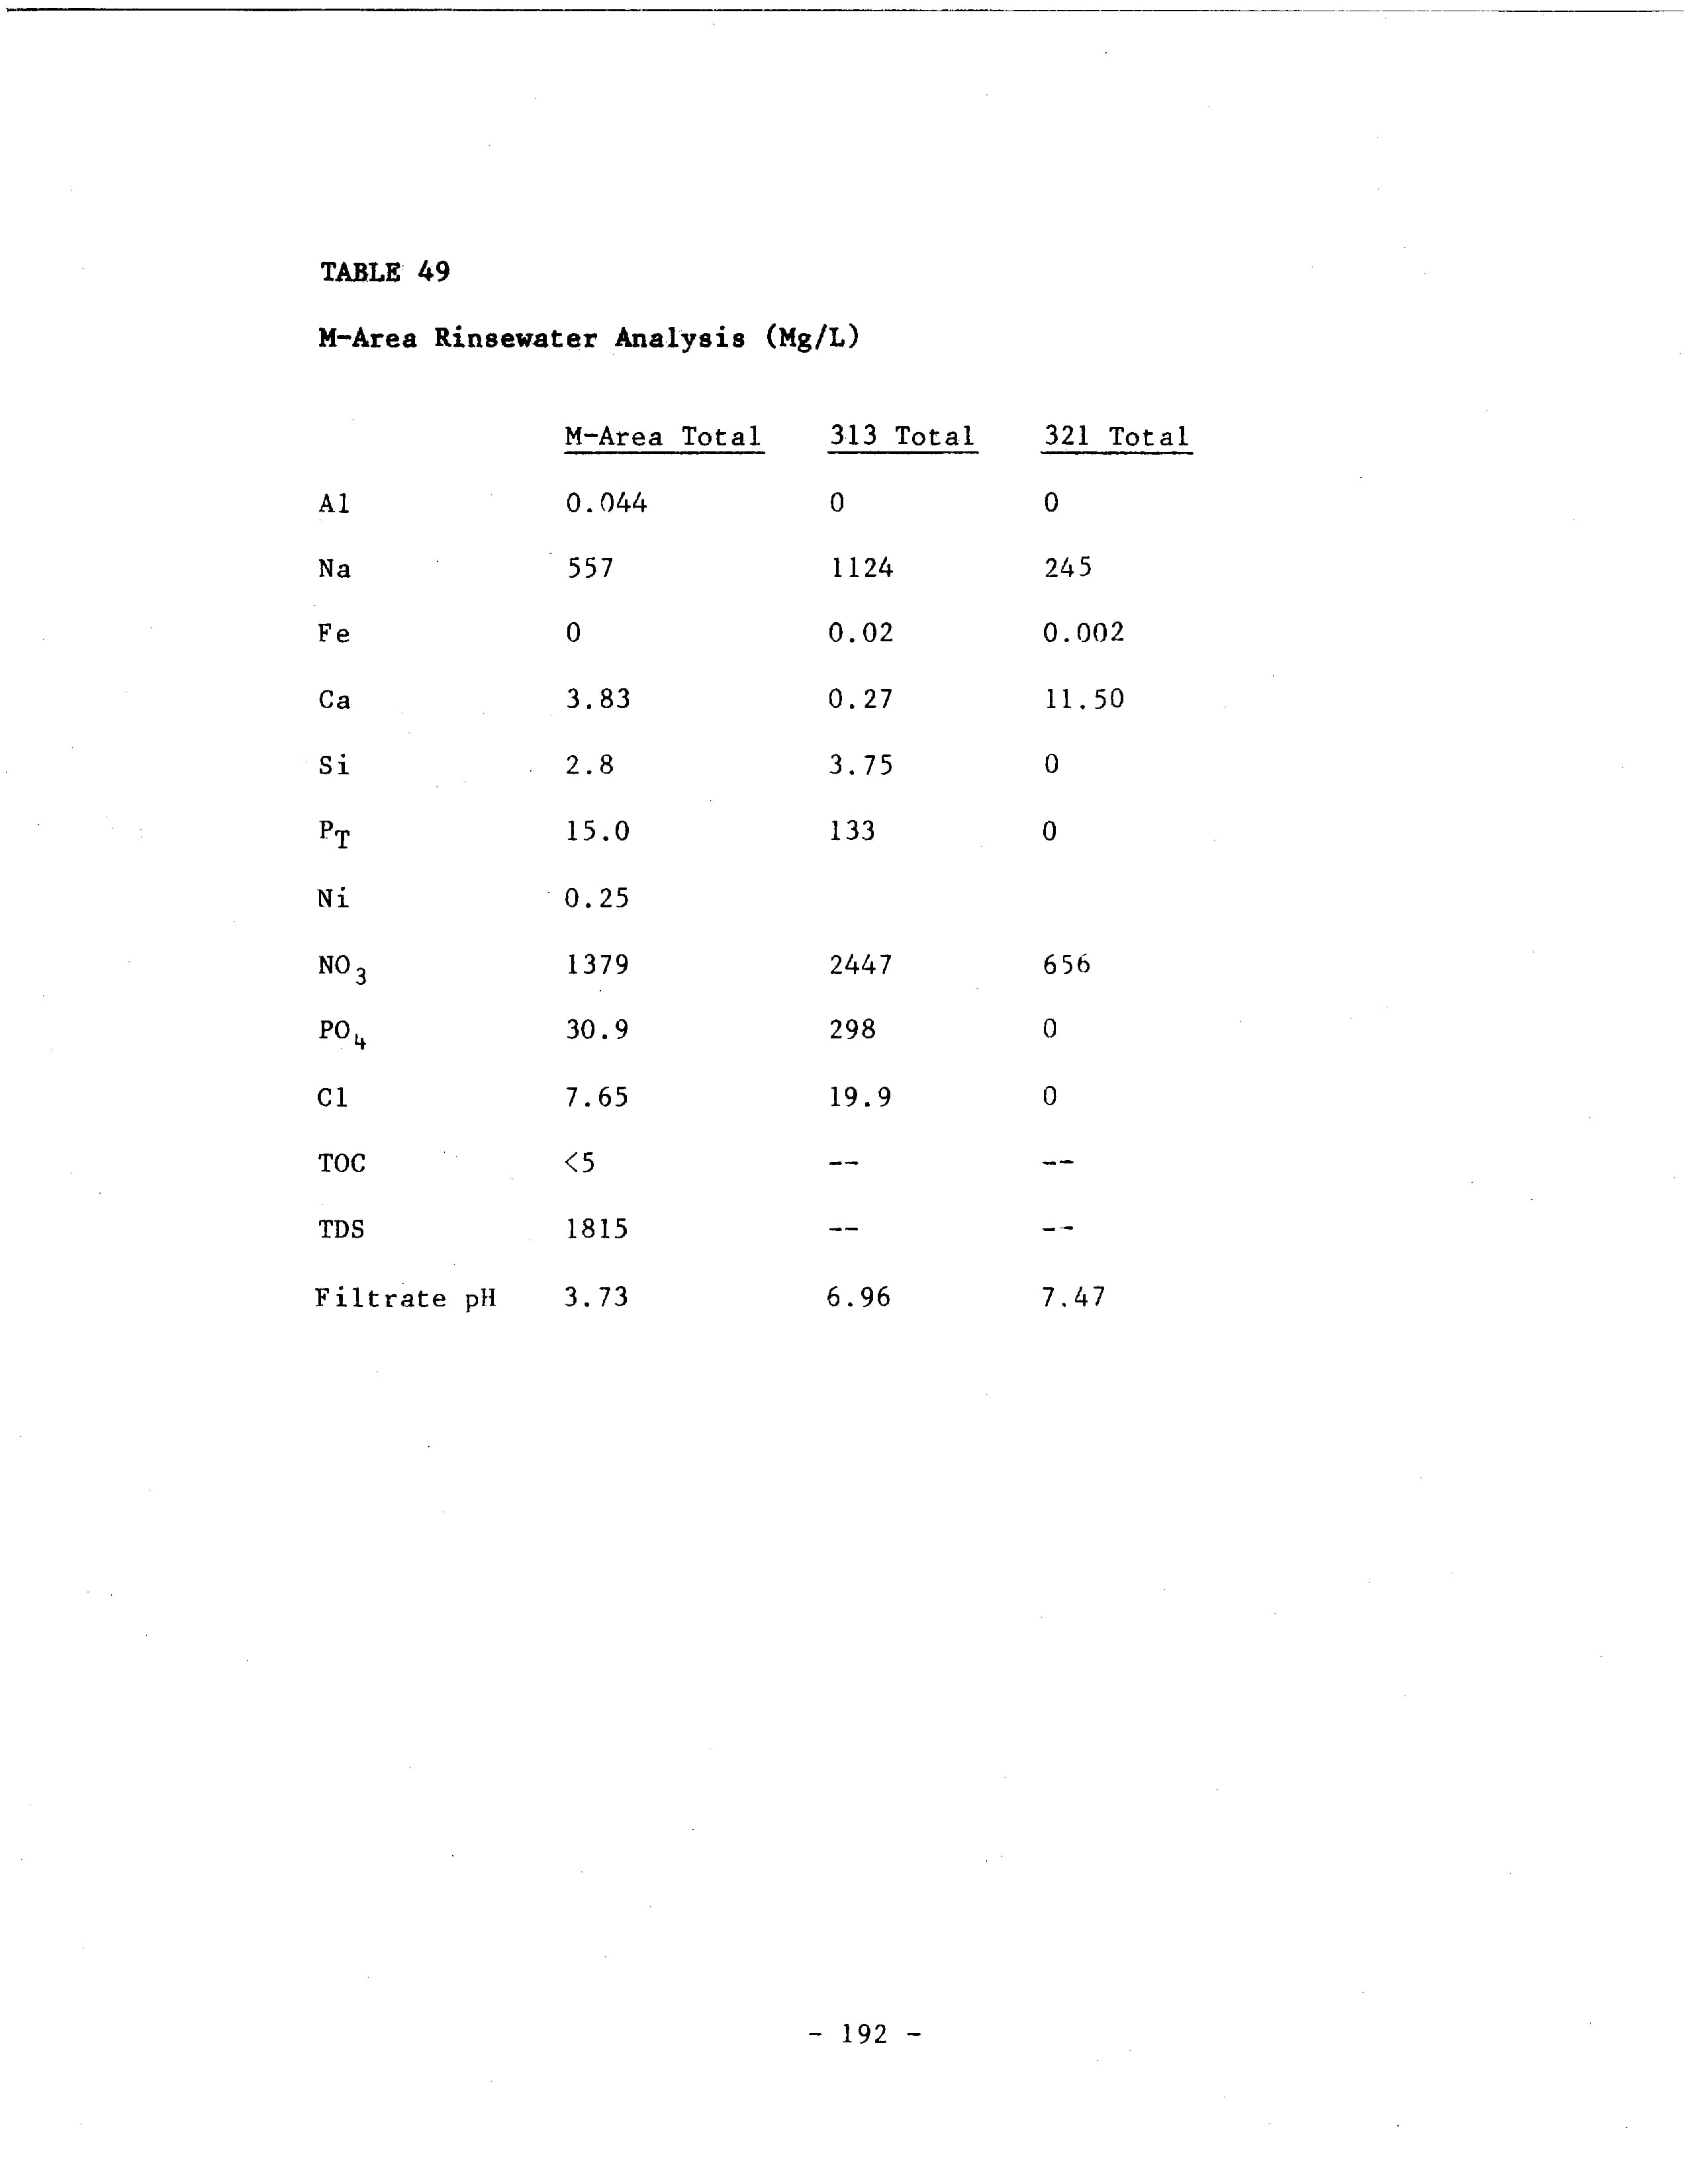 TABLE 49
M-Area Rinsewater Analysis (Mg/L)
M-Area Total 313 Total 321 Total
Al 0.044 0 0
Na 557 1124 245
Fe 0 0.02 0.002
Ca 3.83 0.27 11.50
Si 2.8 3.75 0
P_T 15.0 133 0
Ni 0.25
NO₃ 1379 2447 656
PO₄ 30.9 298 0
Cl 7.65 19.9 0
TOC <5 -- --
TDS 1815 -- --
Filtrate pH 3.73 6.96 7.47
- 192 -